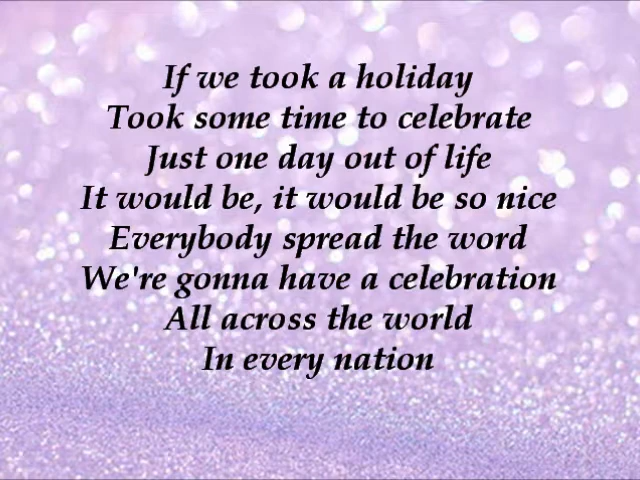 If we took a holiday
Took some time to celebrate
Just one day out of life
It would be, it would be so nice
Everybody spread the word
We're gonna have a celebration
All across the world
In every nation